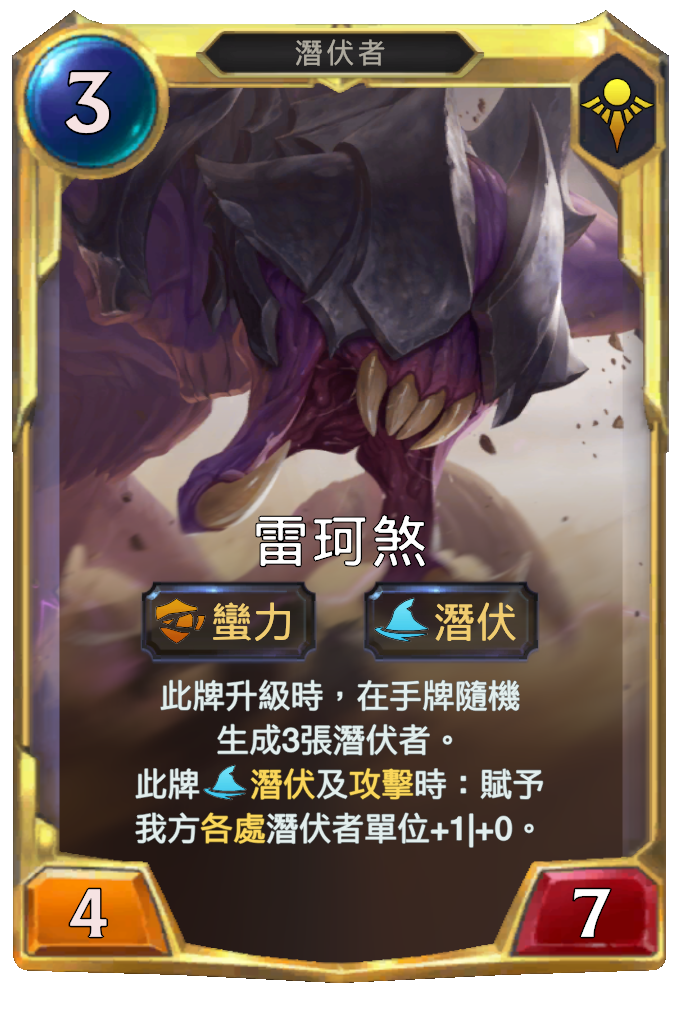 潛伏者
3
雷珂煞
蠻力 潛伏
此牌升級時，在手牌隨機
生成3張潛伏者。
此牌潛伏及攻擊時：賦予
我方各處潛伏者單位+1|+0。
4 7